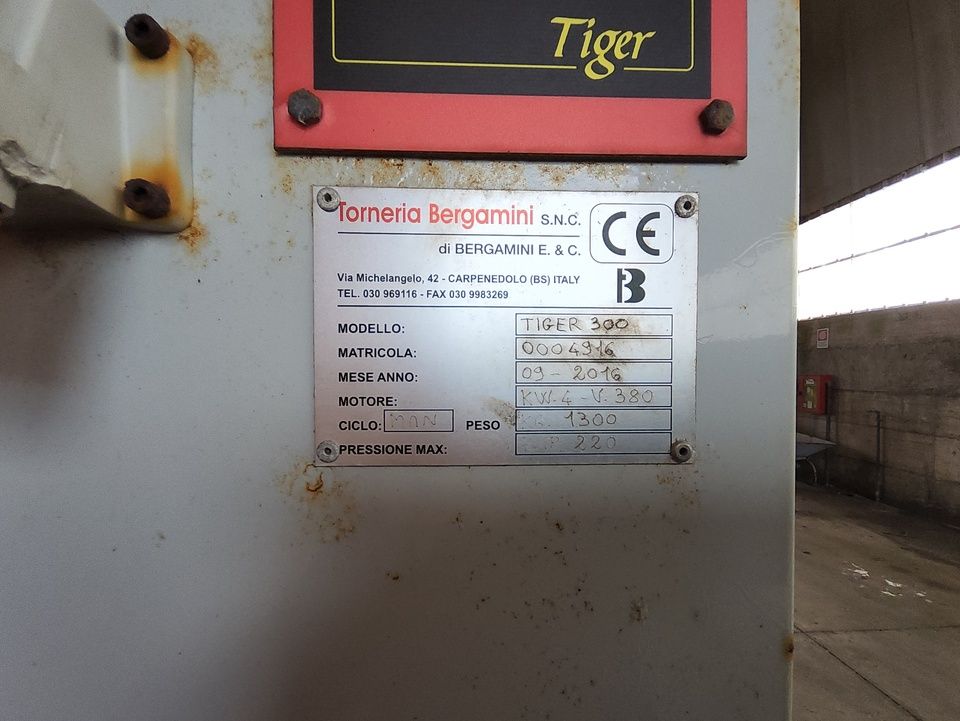 Tiger
Torneria Bergamini S.N.C.
di BERGAMINI E. & C.
CE
Via Michelangelo, 42 - CARPENEDOLO (BS) ITALY
TEL. 030 969116 - FAX 030 9983269
B
MODELLO: TIGER 300
MATRICOLA: 0004916
MESE ANNO: 09-2016
MOTORE: KW.4-V.380
CICLO: MAN PESO KG. 1300
PRESSIONE MAX: 220